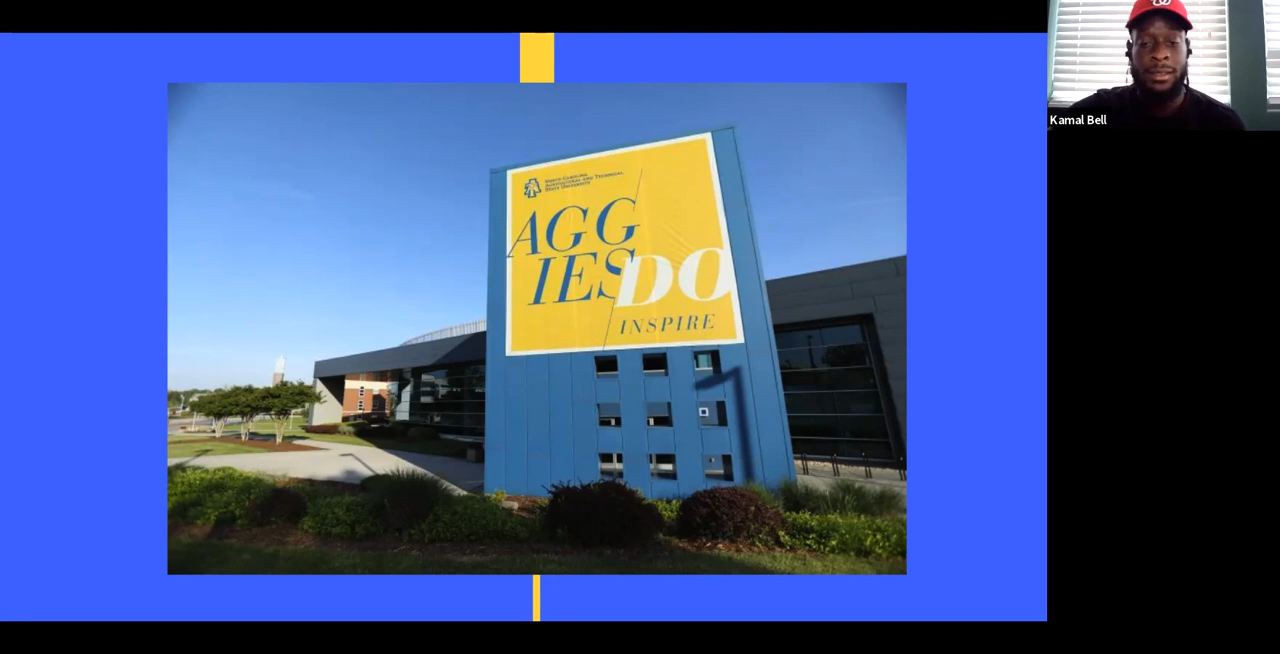 NORTH CAROLINA
AGRICULTURAL AND TECHNICAL
STATE UNIVERSITY
AGG
IES DO
INSPIRE
Kamal Bell